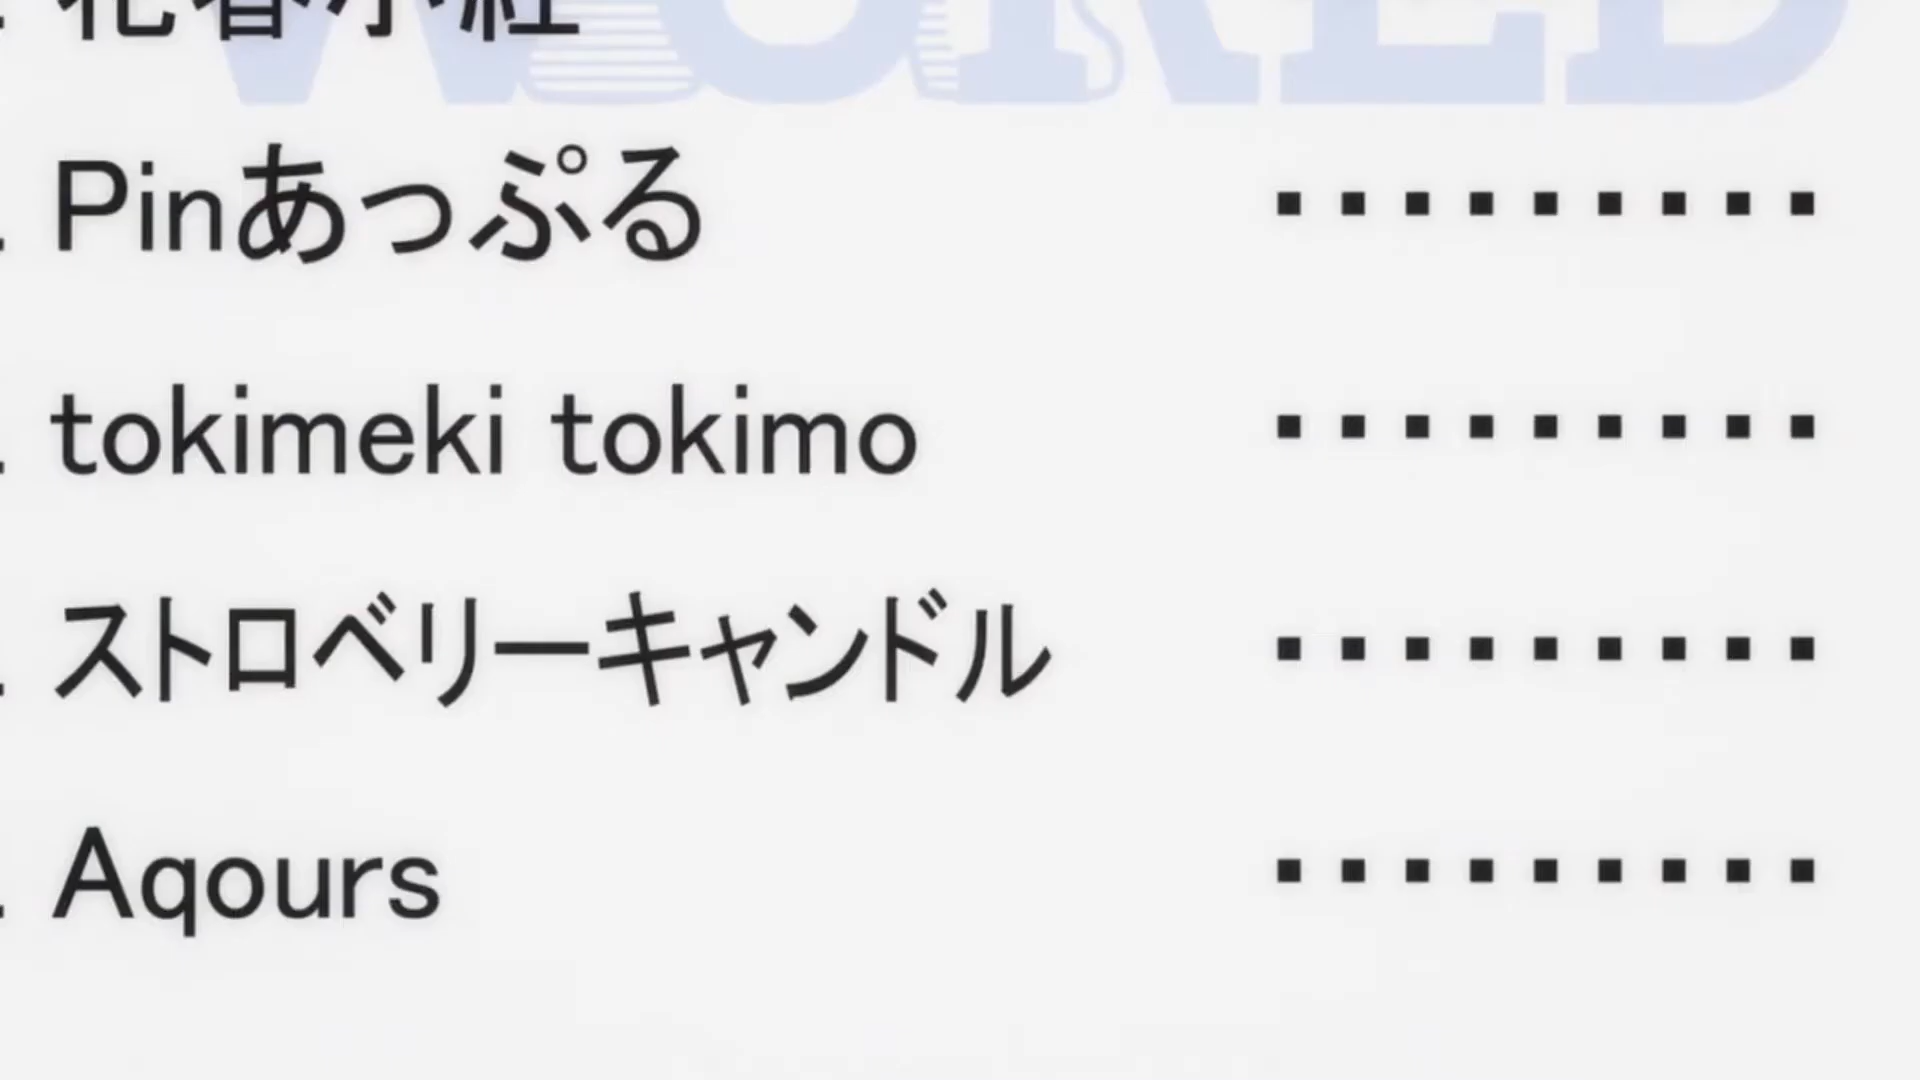 WORLD
Pinあっぷる ・・・・・・・・・
tokimeki tokimo ・・・・・・・・・
ストロベリーキャンドル ・・・・・・・・・
Aqours ・・・・・・・・・